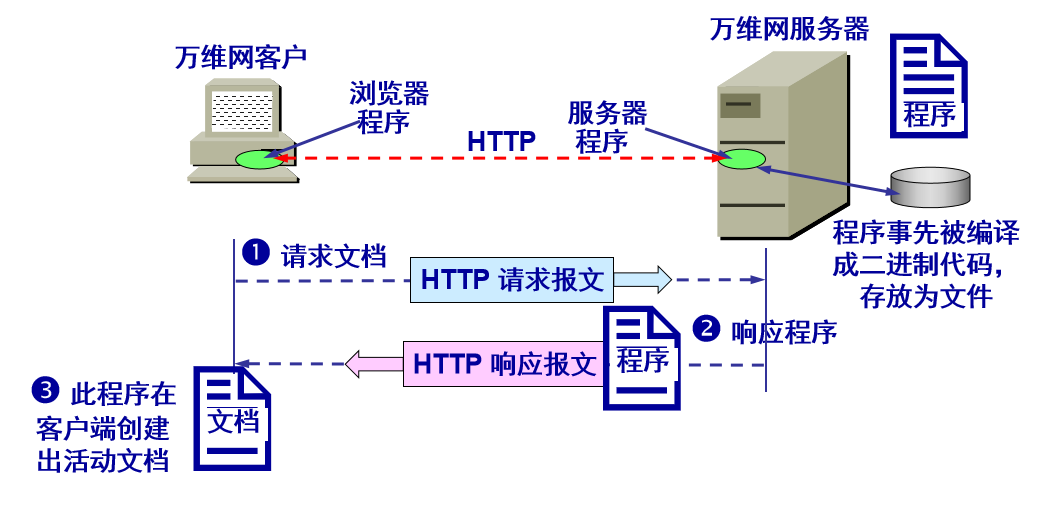 万维网客户
万维网服务器
浏览器
程序
服务器
程序
HTTP
程序
程序事先被编译
成二进制代码，
存放为文件
❶ 请求文档
HTTP 请求报文
❷ 响应程序
HTTP 响应报文
程序
❸ 此程序在
客户端创建
出活动文档
文档